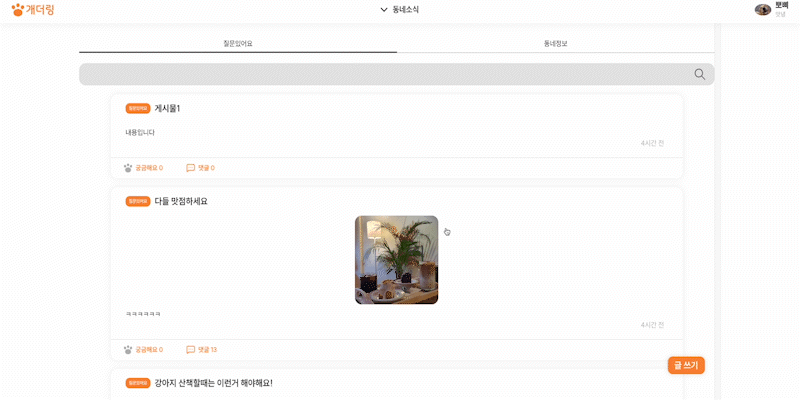 개더링
동네소식
뽀삐
질문있어요
동네정보
질문있어요 게시물1
내용입니다
4시간 전
궁금해요 0 댓글 0
질문있어요 다들 맛점하세요
ㅋㅋㅋㅋㅋㅋ
4시간 전
궁금해요 0 댓글 13
글 쓰기
질문있어요 강아지 산책할때는 이런거 해야해요!